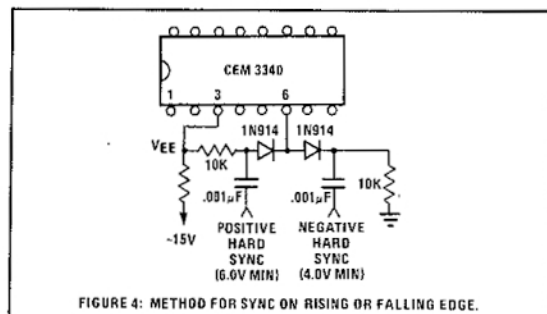 CEM 3340
1 3 6
VEE
1N914 1N914
10K
10K
.001µF
.001µF
-15V
POSITIVE
HARD
SYNC
(6.0V MIN)
NEGATIVE
HARD
SYNC
(4.0V MIN)
FIGURE 4: METHOD FOR SYNC ON RISING OR FALLING EDGE.